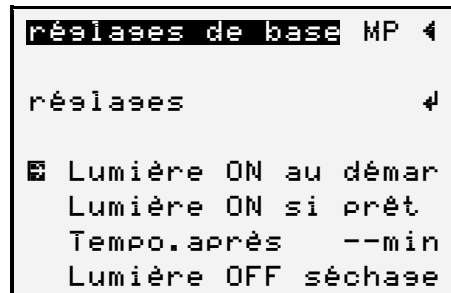 réglages de base MP
réglages
Lumière ON au démar
Lumière ON si prêt
Tempo.après --min
Lumière OFF séchage